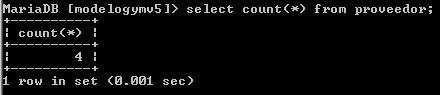 MariaDB [modelogymv5]> select count(*) from proveedor;
+----------+
| count(*) |
+----------+
|        4 |
+----------+
1 row in set (0.001 sec)